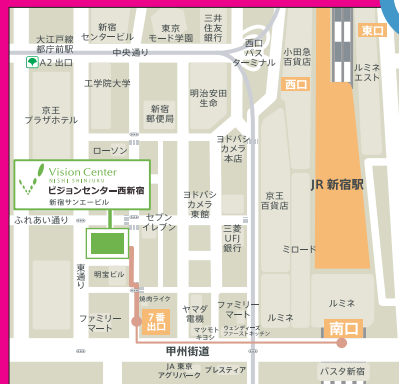 三井
住友
銀行
新宿
センタービル
東京
モード学園
東口
大江戸線
都庁前駅
A2 出口
中央通り
西口
バス
ターミナル
小田急
百貨店
ルミネ
エスト
西口
工学院大学
明治安田
生命
京王
プラザホテル
新宿
郵便局
ヨドバシ
カメラ
本店
ローソン
Vision Center
NISHI SHINJUKU
ビジョンセンター西新宿
新宿サンエービル
JR 新宿駅
ヨドバシ
カメラ
東館
京王
百貨店
ふれあい通り
セブン
イレブン
三菱
UFJ
銀行
ミロード
東通り
明宝ビル
焼肉ライク
ファミリー
マート
7番
出口
ヤマダ
電機
ファミリー
マート
ルミネ
ルミネ
マツモト
キヨシ
ウェンディーズ
ファーストキッチン
南口
甲州街道
JA 東京
アグリパーク
プレスティア
バスタ新宿